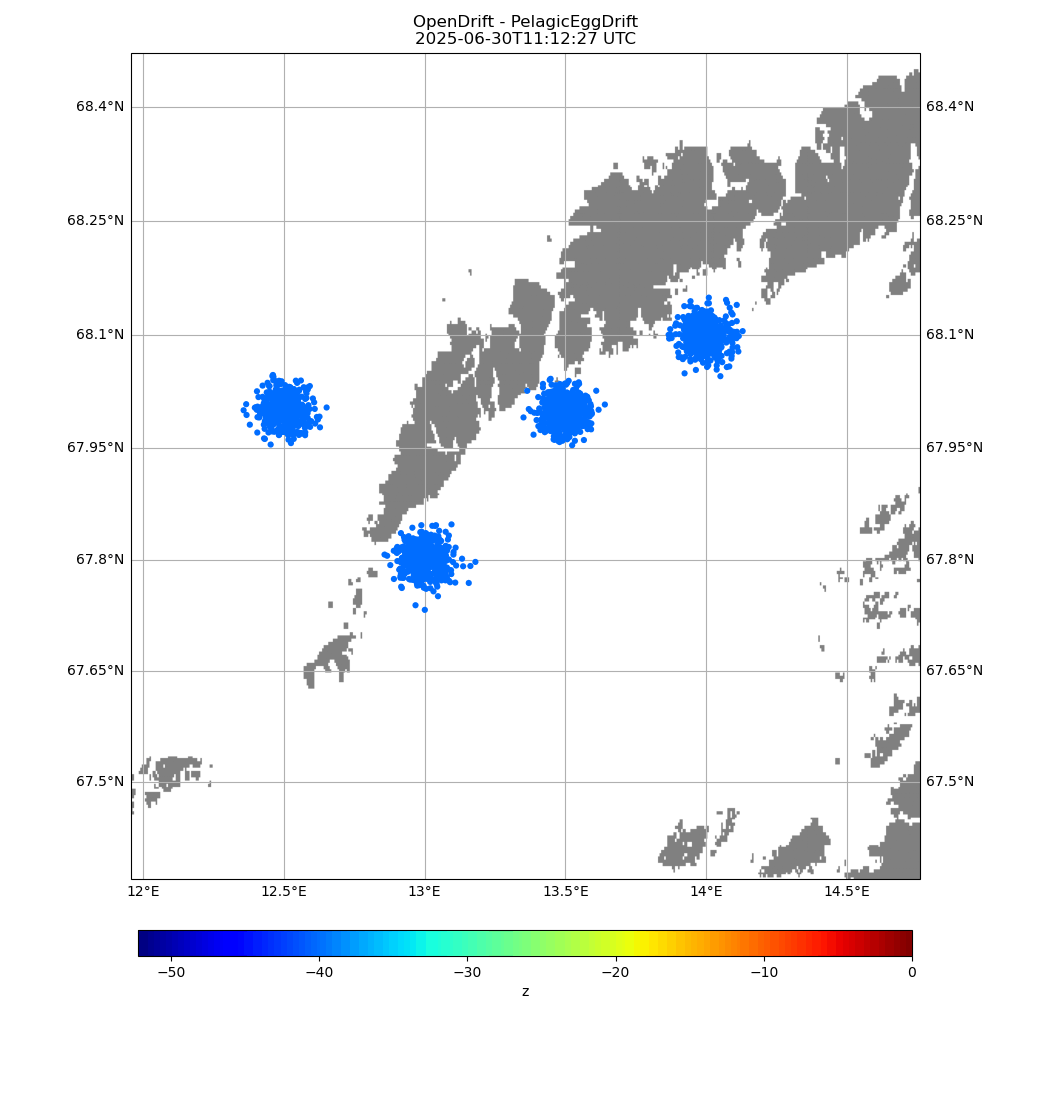 OpenDrift - PelagicEggDrift
2025-06-30T11:12:27 UTC
68.4°N 68.4°N
68.25°N 68.25°N
68.1°N 68.1°N
67.95°N 67.95°N
67.8°N 67.8°N
67.65°N 67.65°N
67.5°N 67.5°N
12°E 12.5°E 13°E 13.5°E 14°E 14.5°E
−50 −40 −30 −20 −10 0
z